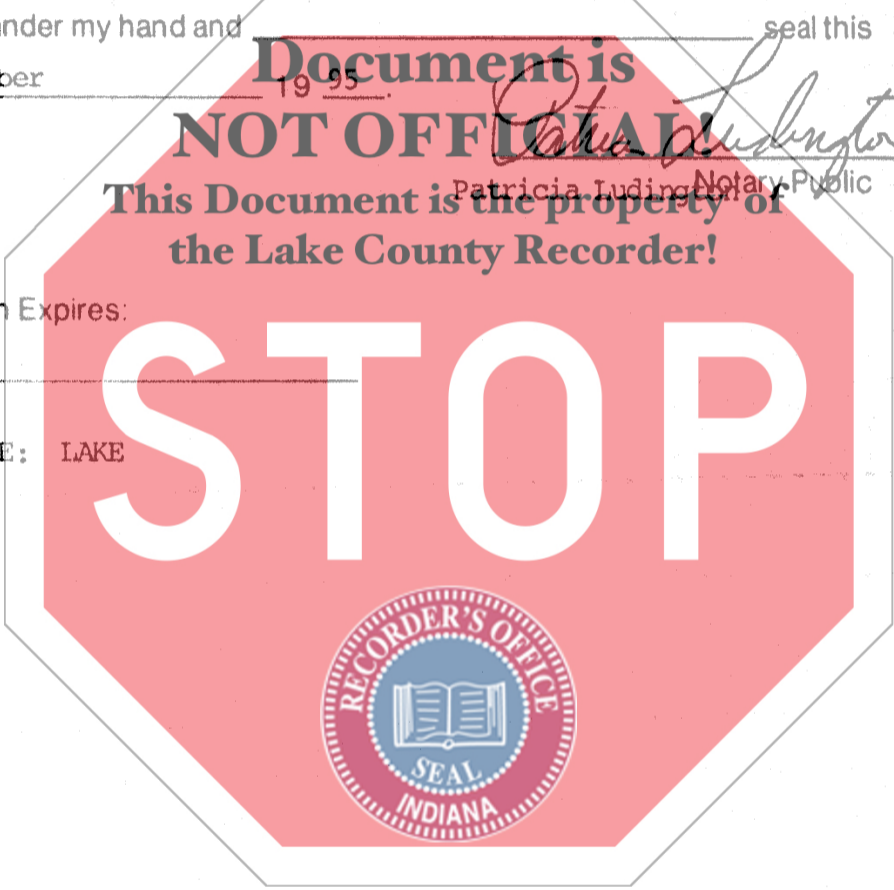 nder my hand and seal this
ber 19 95.
Document is
NOT OFFICIAL!
Patricia Ludington
Notary Public
This Document is the property of
the Lake County Recorder!
n Expires:
E: LAKE
STOP
RECORDER'S OFFICE
SEAL
INDIANA